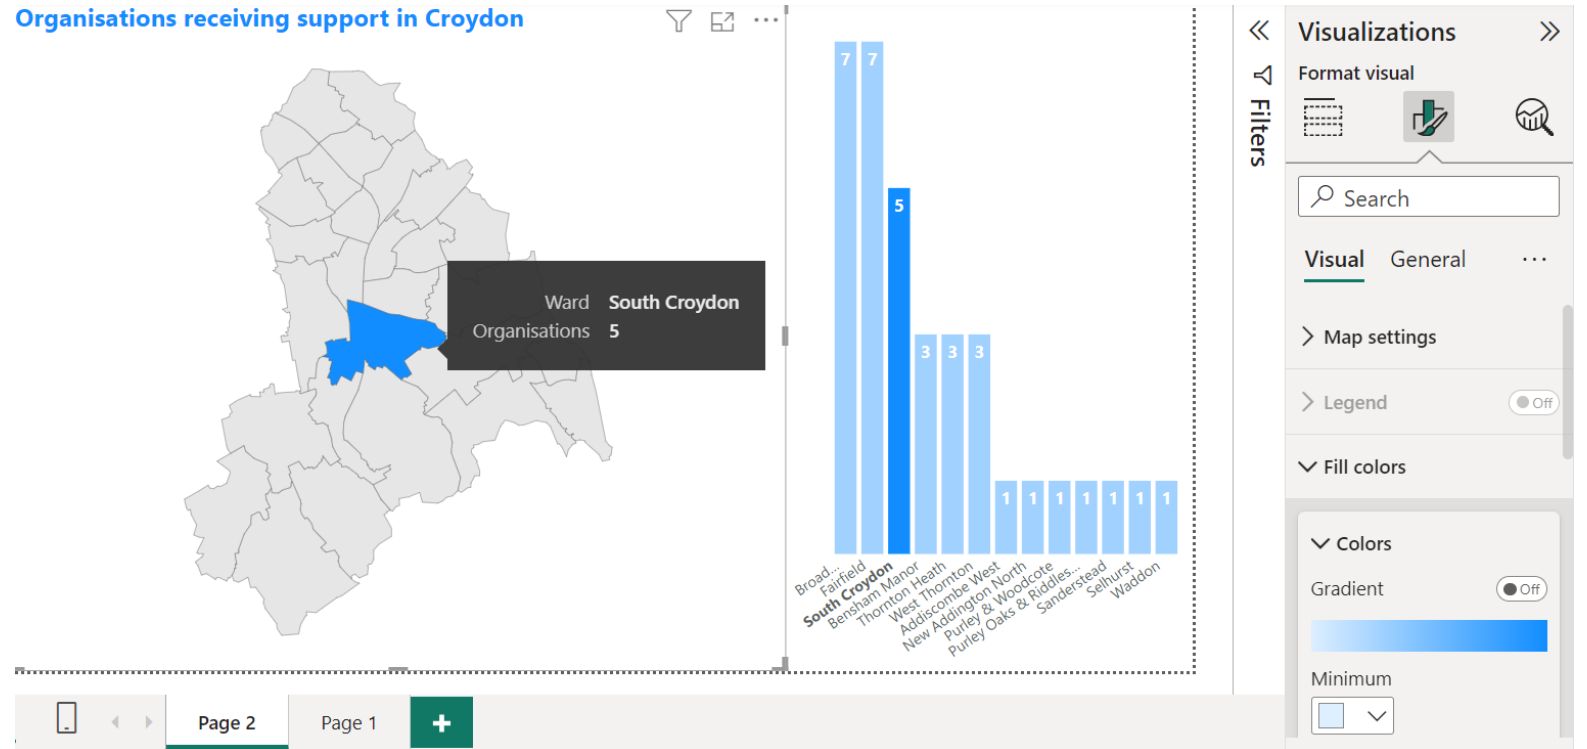 Organisations receiving support in Croydon
Ward South Croydon
Organisations 5
7 7 5 3 3 3 1 1 1 1 1 1 1
Broad...
Fairfield
South Croydon
Bensham Manor
Thornton Heath
West Thornton
Addiscombe West
New Addington North
Purley & Woodcote
Purley Oaks & Riddles...
Sanderstead
Selhurst
Waddon
Filters
Visualizations
Format visual
Search
Visual General ...
Map settings
Legend Off
Fill colors
Colors
Gradient Off
Minimum
Page 2 Page 1 +